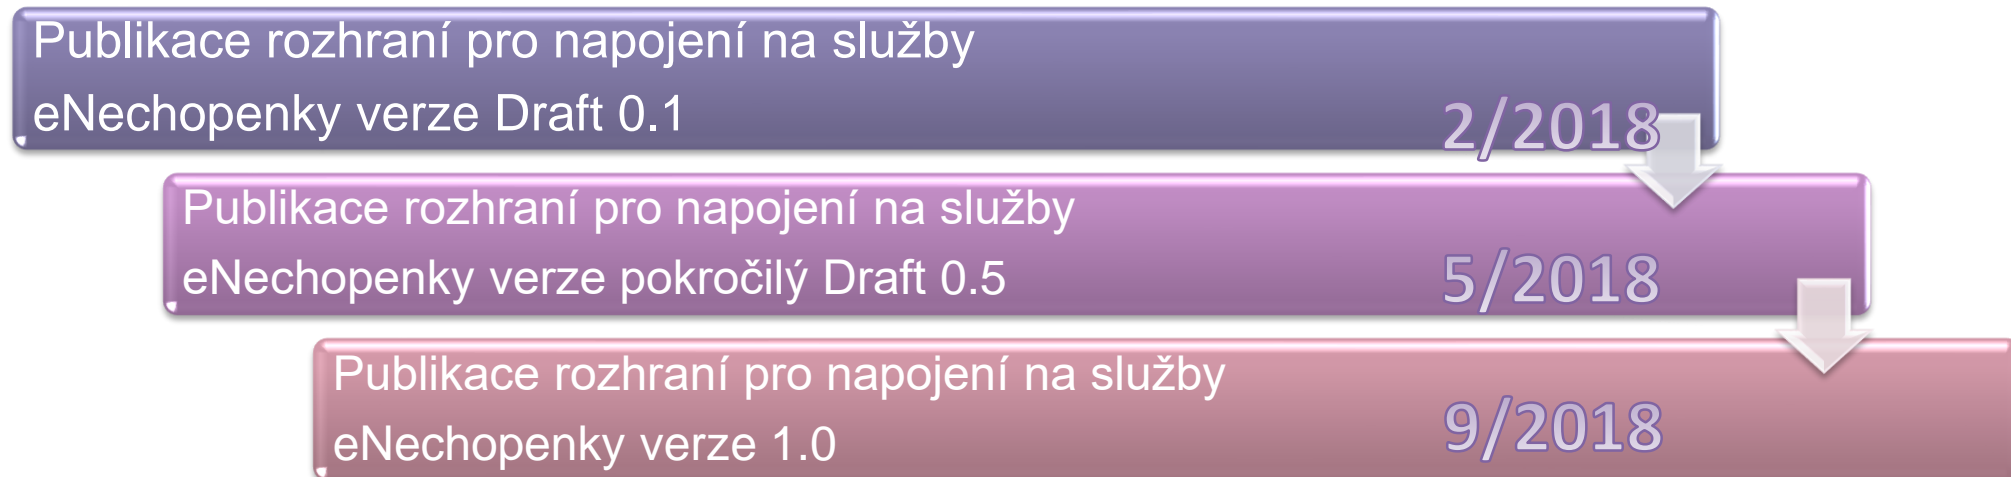 Publikace rozhraní pro napojení na služby
eNechopenky verze Draft 0.1
2/2018
Publikace rozhraní pro napojení na služby
eNechopenky verze pokročilý Draft 0.5
5/2018
Publikace rozhraní pro napojení na služby
eNechopenky verze 1.0
9/2018